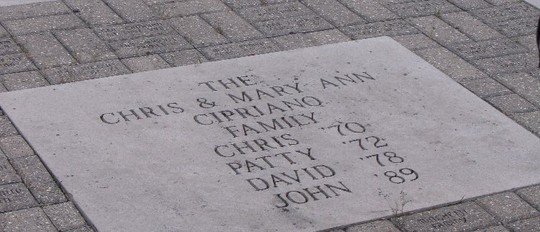 THE
CHRIS & MARY ANN
CIPRIANO
FAMILY
CHRIS '70
PATTY '72
DAVID '78
JOHN '89